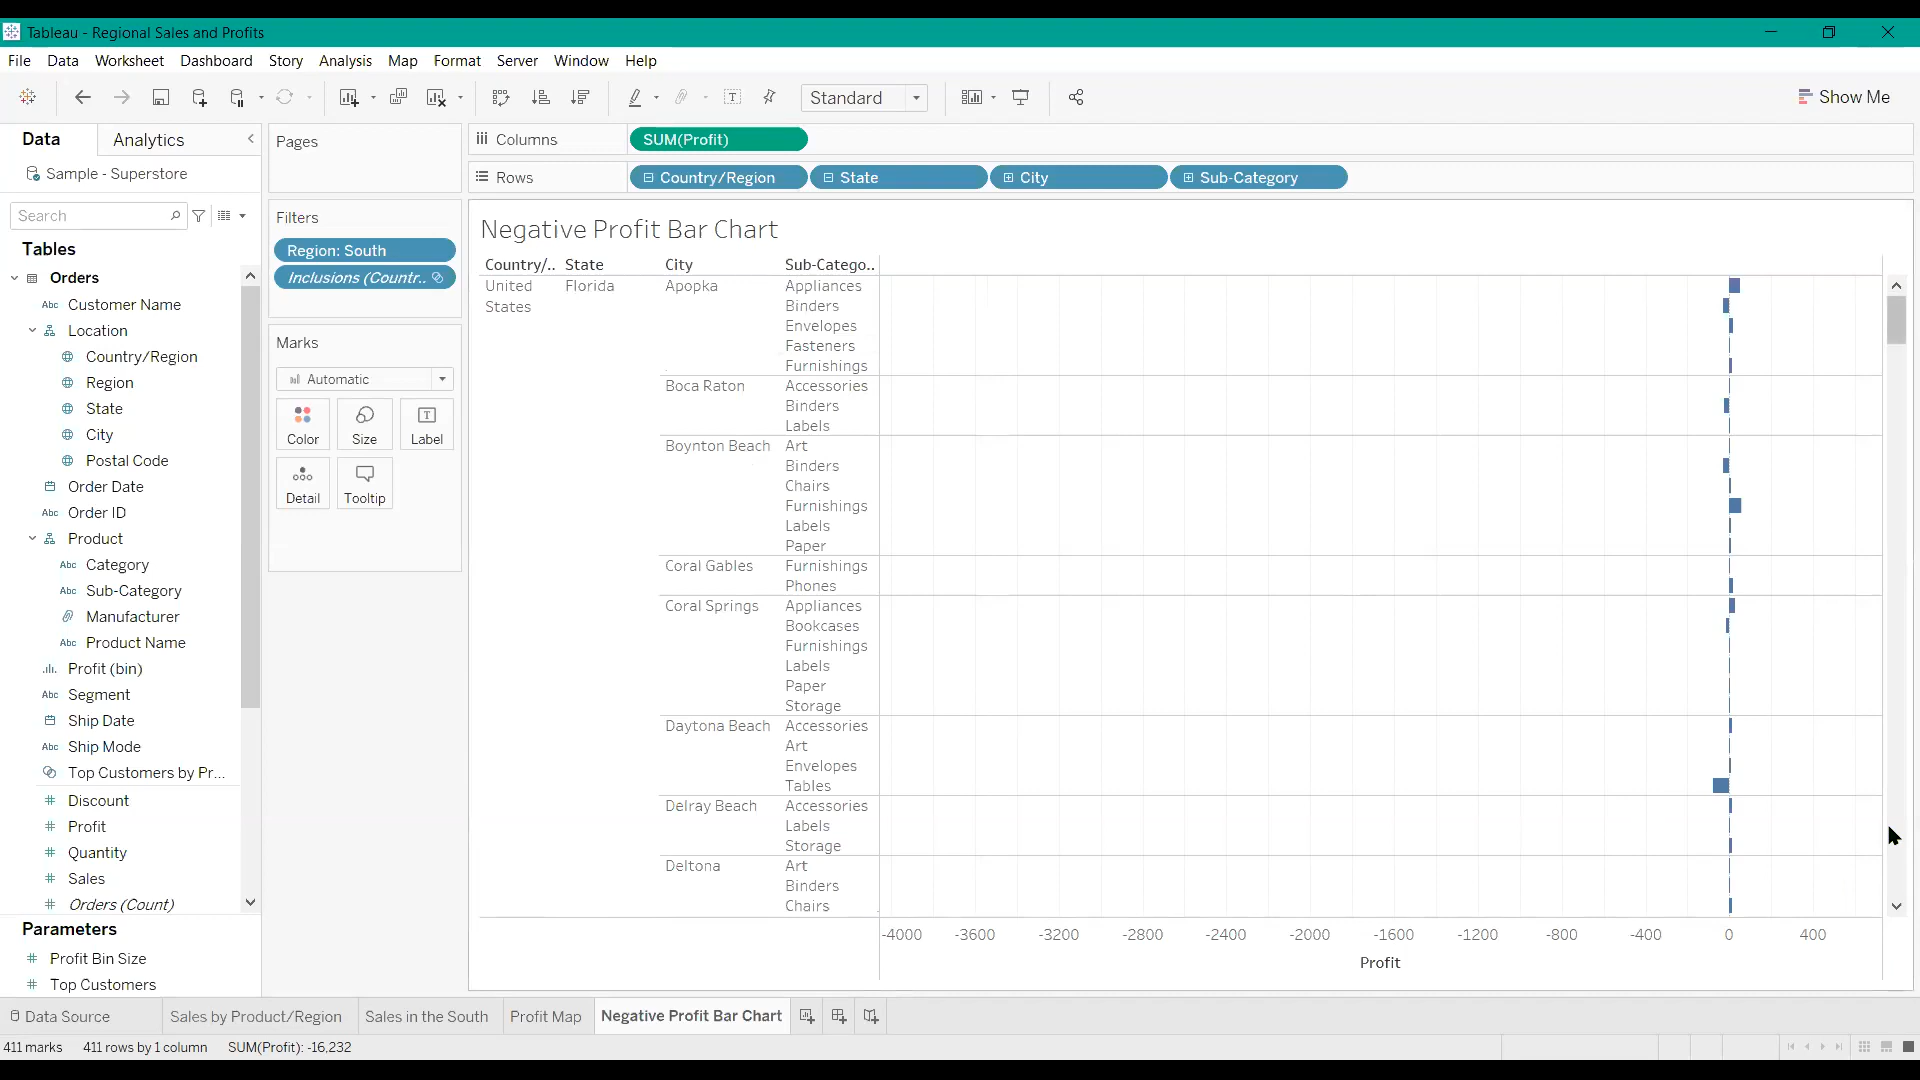 Tableau - Regional Sales and Profits
File Data Worksheet Dashboard Story Analysis Map Format Server Window Help
Standard
Show Me
Data Analytics
Sample - Superstore
Search
Tables
Orders
Abc Customer Name
Location
Country/Region
Region
State
City
Postal Code
Order Date
Abc Order ID
Product
Abc Category
Abc Sub-Category
Manufacturer
Abc Product Name
Profit (bin)
Abc Segment
Ship Date
Abc Ship Mode
Top Customers by Pr...
# Discount
# Profit
# Quantity
# Sales
# Orders (Count)
Parameters
# Profit Bin Size
# Top Customers
Pages
Filters
Region: South
Inclusions (Countr..
Marks
Automatic
Color Size Label
Detail Tooltip
Columns SUM(Profit)
Rows Country/Region State City Sub-Category
Negative Profit Bar Chart
Country/.. State City Sub-Catego..
United States Florida Apopka Appliances
Binders
Envelopes
Fasteners
Furnishings
Boca Raton Accessories
Binders
Labels
Boynton Beach Art
Binders
Chairs
Furnishings
Labels
Paper
Coral Gables Furnishings
Phones
Coral Springs Appliances
Bookcases
Furnishings
Labels
Paper
Storage
Daytona Beach Accessories
Art
Envelopes
Tables
Delray Beach Accessories
Labels
Storage
Deltona Art
Binders
Chairs
-4000 -3600 -3200 -2800 -2400 -2000 -1600 -1200 -800 -400 0 400
Profit
Data Source Sales by Product/Region Sales in the South Profit Map Negative Profit Bar Chart
411 marks 411 rows by 1 column SUM(Profit): -16,232